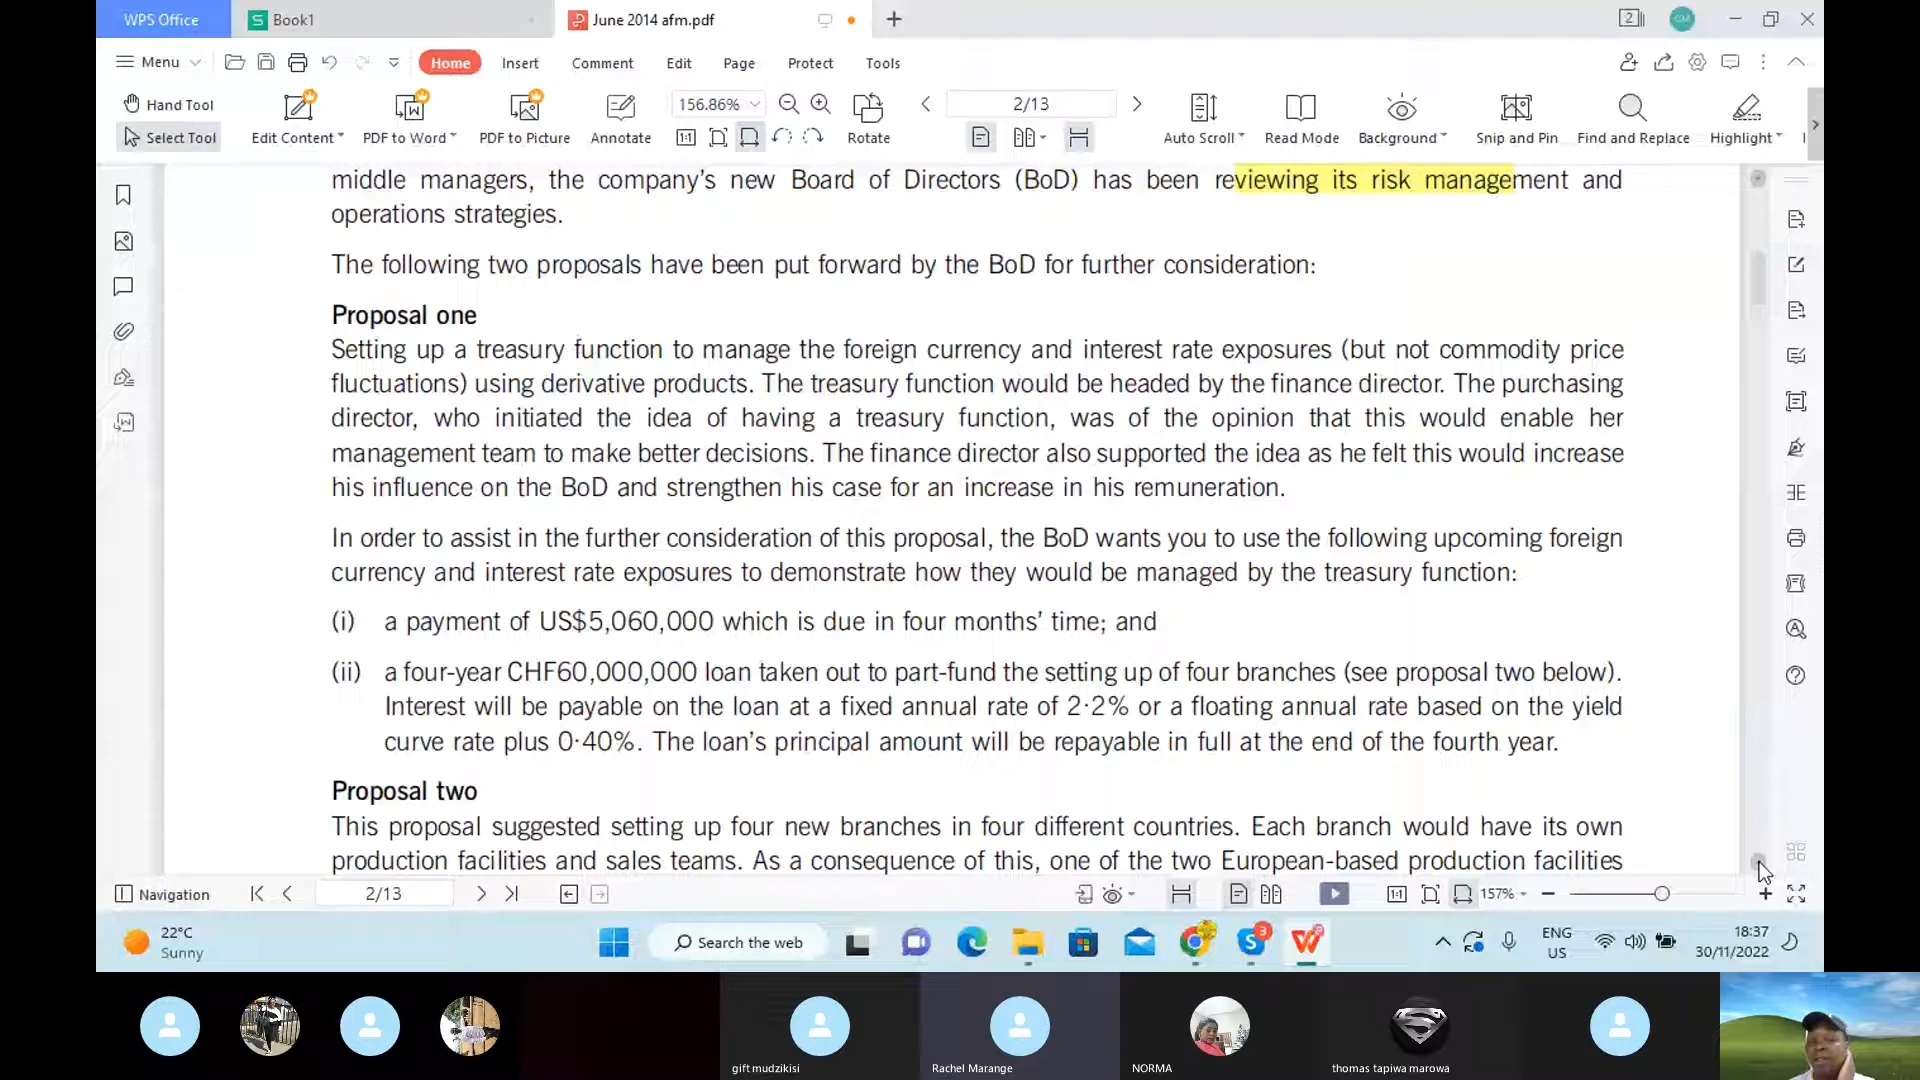 WPS Office
Book1
June 2014 afm.pdf
2
CM
Menu
Home
Insert
Comment
Edit
Page
Protect
Tools
Hand Tool
Select Tool
Edit Content
PDF to Word
PDF to Picture
Annotate
156.86%
1:1
Rotate
2/13
Auto Scroll
Read Mode
Background
Snip and Pin
Find and Replace
Highlight
middle managers, the company's new Board of Directors (BoD) has been reviewing its risk management and
operations strategies.
The following two proposals have been put forward by the BoD for further consideration:
Proposal one
Setting up a treasury function to manage the foreign currency and interest rate exposures (but not commodity price
fluctuations) using derivative products. The treasury function would be headed by the finance director. The purchasing
director, who initiated the idea of having a treasury function, was of the opinion that this would enable her
management team to make better decisions. The finance director also supported the idea as he felt this would increase
his influence on the BoD and strengthen his case for an increase in his remuneration.
In order to assist in the further consideration of this proposal, the BoD wants you to use the following upcoming foreign
currency and interest rate exposures to demonstrate how they would be managed by the treasury function:
(i) a payment of US$5,060,000 which is due in four months' time; and
(ii) a four-year CHF60,000,000 loan taken out to part-fund the setting up of four branches (see proposal two below).
Interest will be payable on the loan at a fixed annual rate of 2·2% or a floating annual rate based on the yield
curve rate plus 0·40%. The loan's principal amount will be repayable in full at the end of the fourth year.
Proposal two
This proposal suggested setting up four new branches in four different countries. Each branch would have its own
production facilities and sales teams. As a consequence of this, one of the two European-based production facilities
Navigation
2/13
1:1
157%
22°C
Sunny
Search the web
3
ENG
US
18:37
30/11/2022
gift mudzikisi
Rachel Marange
NORMA
thomas tapiwa marowa